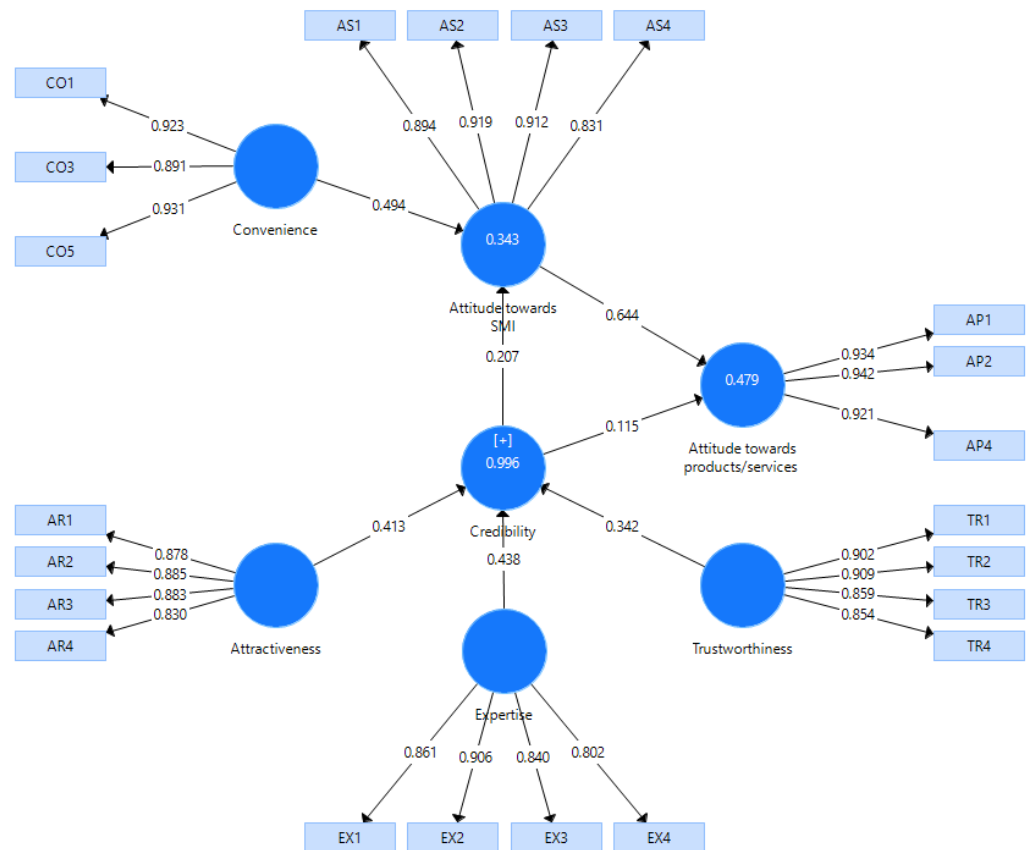 AS1 AS2 AS3 AS4
CO1
0.923
CO3
0.891
CO5
0.931
Convenience
0.894 0.919 0.912 0.831
0.494
0.343
Attitude towards
SMI
0.644
0.207
AP1
0.934
AP2
0.942
0.479
0.921
AP4
Attitude towards
products/services
0.115
[+]
0.996
Credibility
0.413
0.438
0.342
AR1
0.878
AR2
0.885
AR3
0.883
AR4
0.830
Attractiveness
TR1
0.902
TR2
0.909
TR3
0.859
TR4
0.854
Trustworthiness
Expertise
0.861 0.906 0.840 0.802
EX1 EX2 EX3 EX4